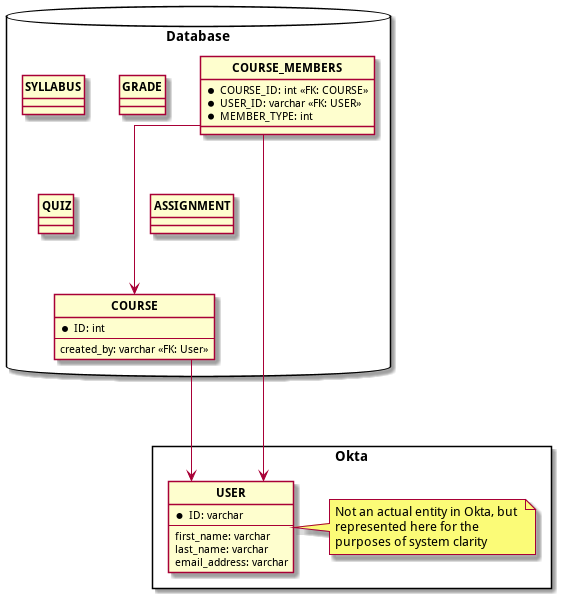 Database
COURSE_MEMBERS
COURSE_ID: int «FK: COURSE»
USER_ID: varchar «FK: USER»
MEMBER_TYPE: int
SYLLABUS
GRADE
QUIZ
ASSIGNMENT
COURSE
ID: int
created_by: varchar «FK: User»
Okta
USER
ID: varchar
first_name: varchar
last_name: varchar
email_address: varchar
Not an actual entity in Okta, but
represented here for the
purposes of system clarity